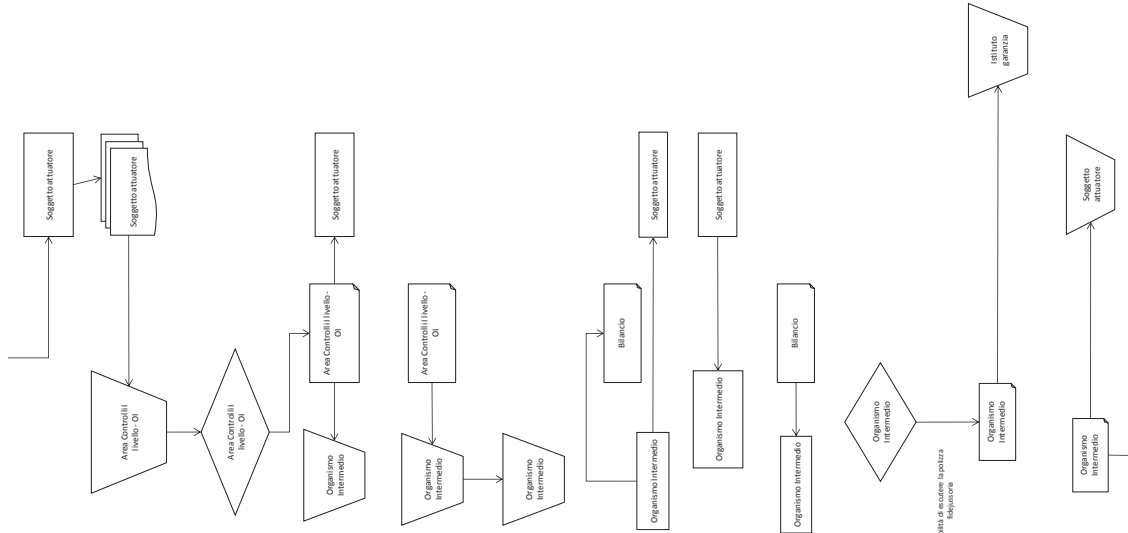 Soggetto attuatore
Soggetto attuatore
Area Controlli I
livello - OI
Area Controlli I
livello - OI
Soggetto attuatore
Area Controlli I livello -
OI
Organismo
Intermedio
Area Controlli I livello -
OI
Organismo
Intermedio
Organismo
Intermedio
Bilancio
Soggetto attuatore
Organismo Intermedio
Soggetto attuatore
Organismo Intermedio
Bilancio
Organismo Intermedio
Organismo
Intermedio
ilità di escutere la polizza
fidejussoria
Organismo
Intermedio
Istituto
garanzia
Soggetto
attuatore
Organismo
Intermedio